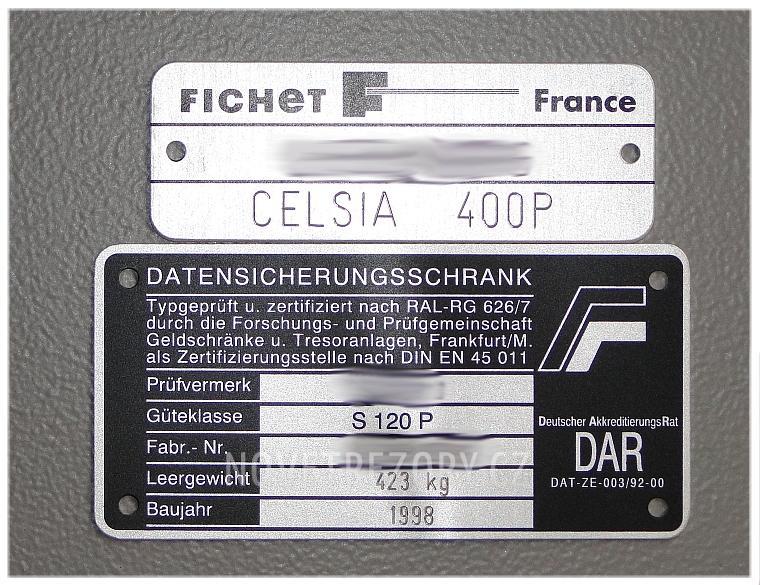 FICHET F France
CELSIA 400P
DATENSICHERUNGSSCHRANK
Typgeprüft u. zertifiziert nach RAL-RG 626/7
durch die Forschungs- und Prüfgemeinschaft
Geldschränke u. Tresoranlagen, Frankfurt/M.
als Zertifizierungsstelle nach DIN EN 45 011
Prüfvermerk
Güteklasse S 120 P
Fabr.- Nr.
Leergewicht 423 kg
Baujahr 1998
Deutscher AkkreditierungsRat
DAR
DAT-ZE-003/92-00
NOVETREZORY.CZ